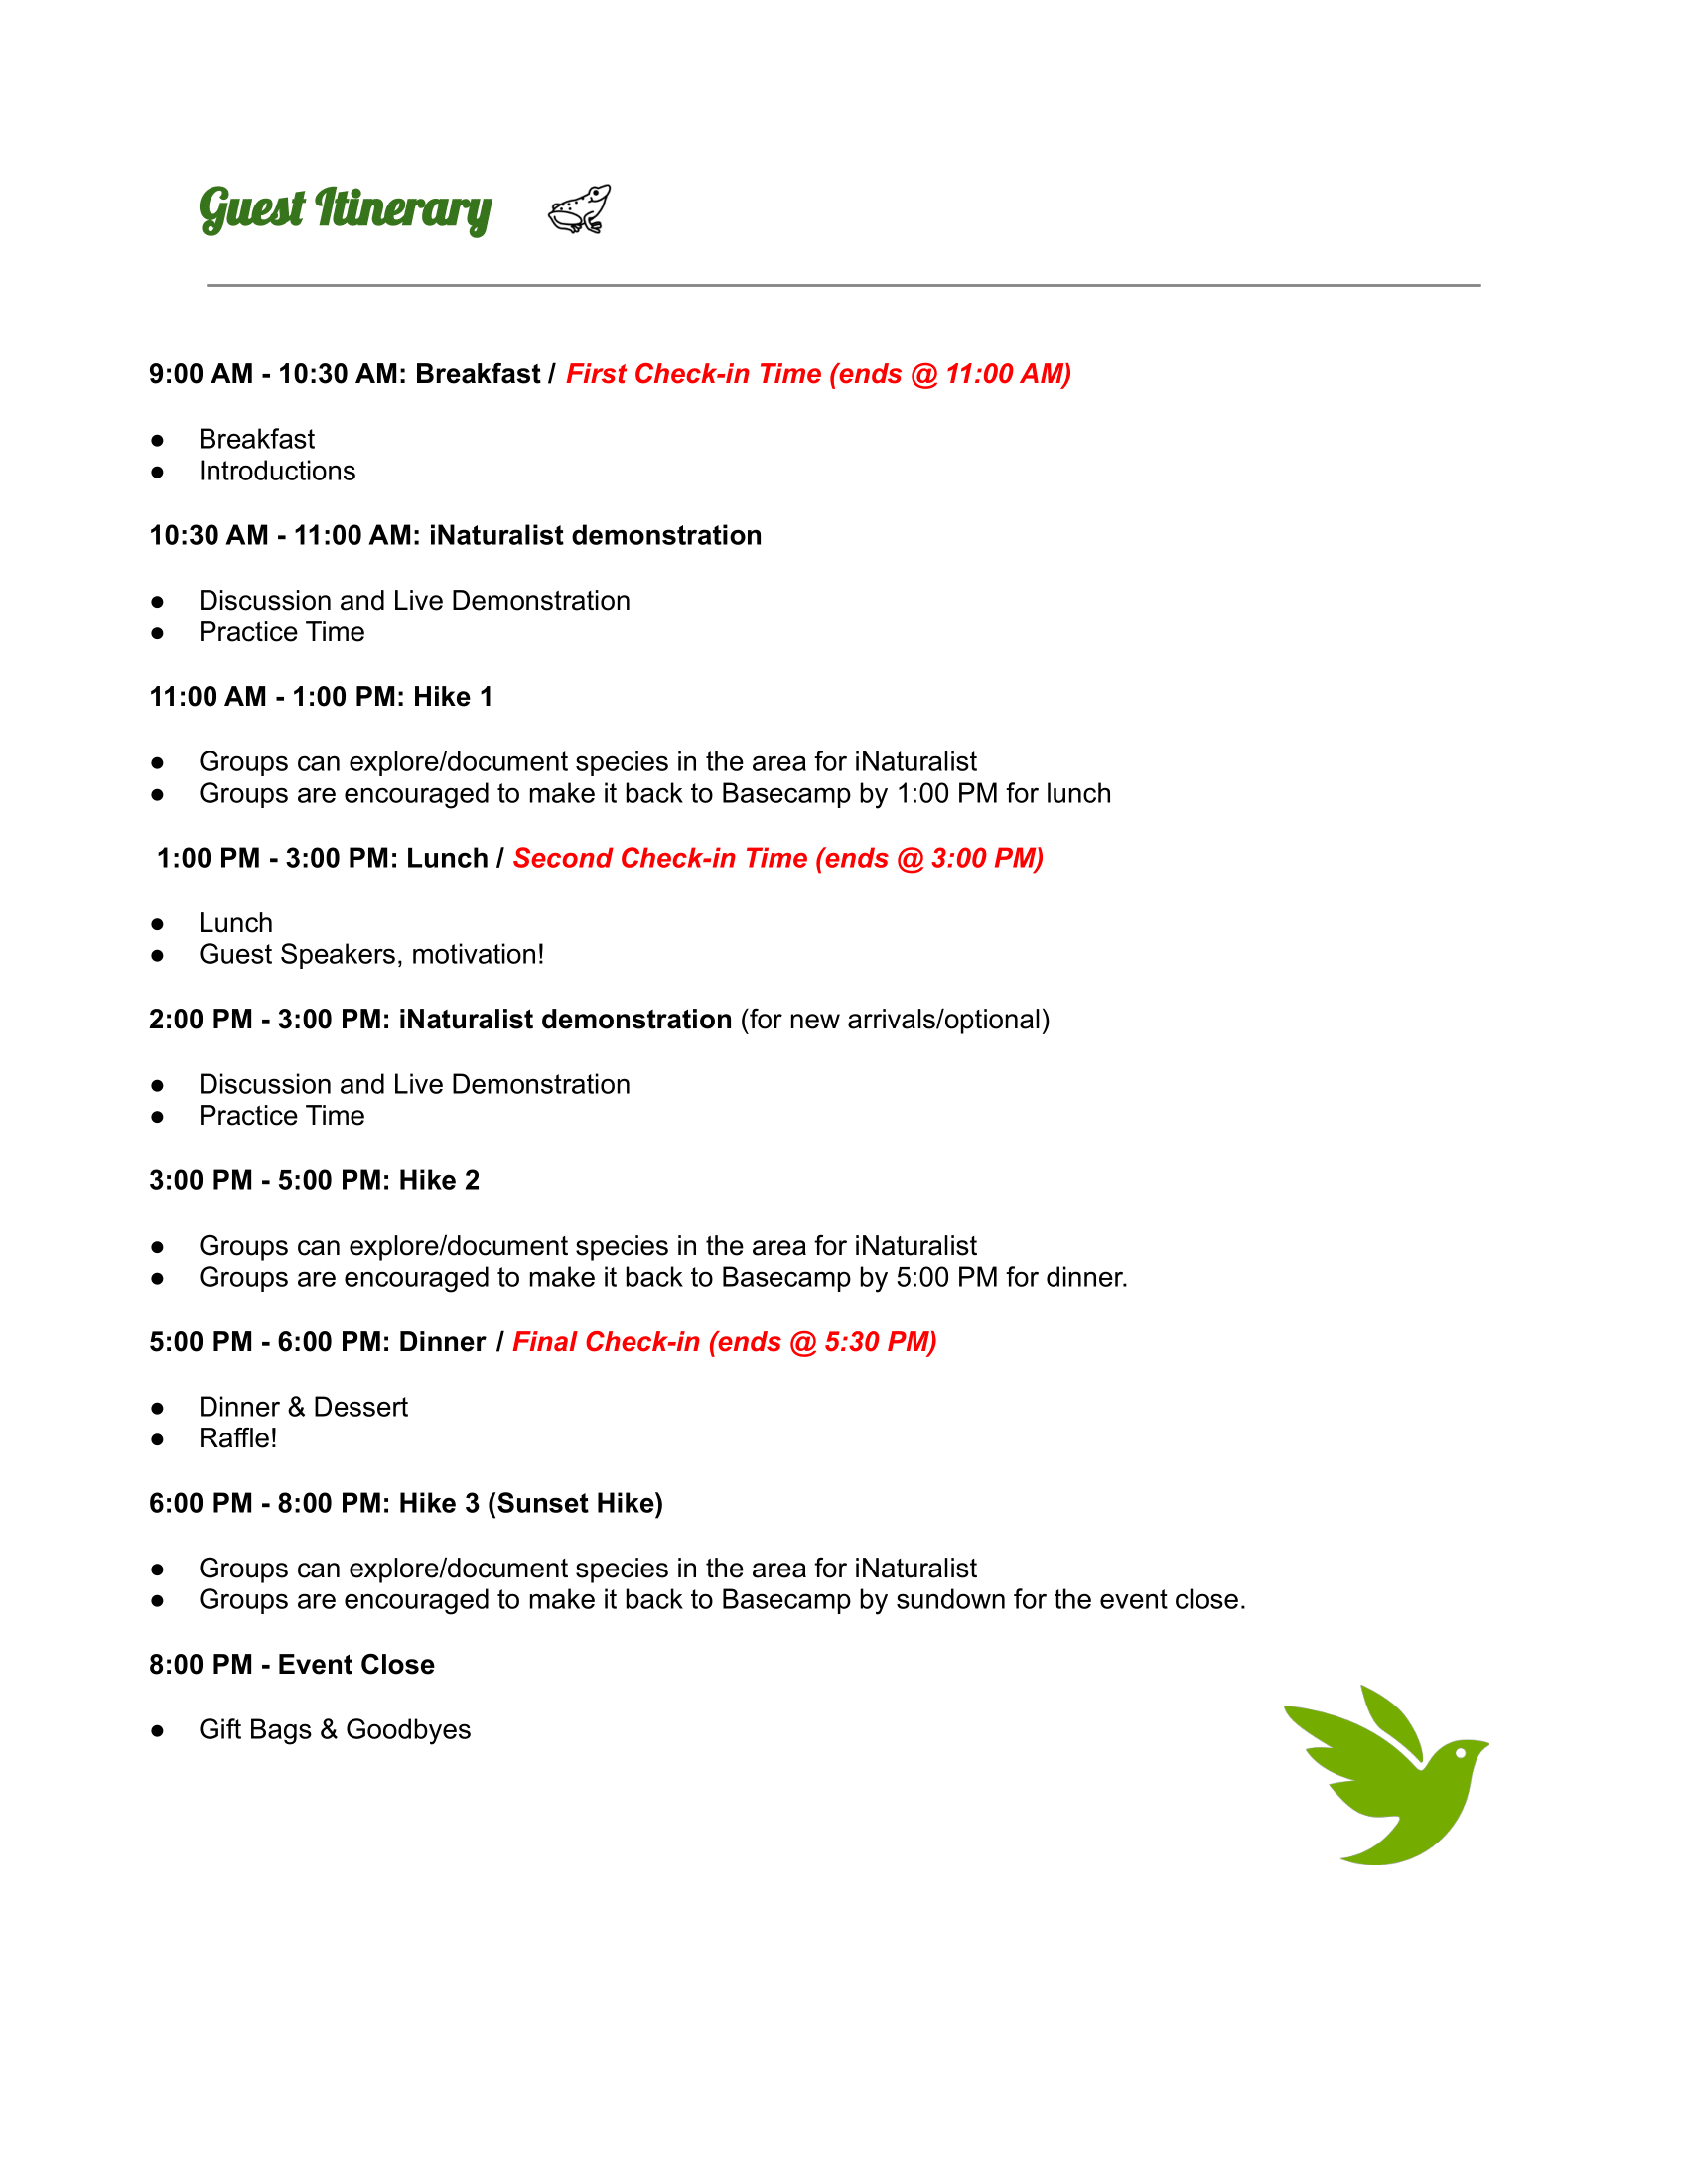 Guest Itinerary
9:00 AM - 10:30 AM: Breakfast / First Check-in Time (ends @ 11:00 AM)
● Breakfast
● Introductions
10:30 AM - 11:00 AM: iNaturalist demonstration
● Discussion and Live Demonstration
● Practice Time
11:00 AM - 1:00 PM: Hike 1
● Groups can explore/document species in the area for iNaturalist
● Groups are encouraged to make it back to Basecamp by 1:00 PM for lunch
1:00 PM - 3:00 PM: Lunch / Second Check-in Time (ends @ 3:00 PM)
● Lunch
● Guest Speakers, motivation!
2:00 PM - 3:00 PM: iNaturalist demonstration (for new arrivals/optional)
● Discussion and Live Demonstration
● Practice Time
3:00 PM - 5:00 PM: Hike 2
● Groups can explore/document species in the area for iNaturalist
● Groups are encouraged to make it back to Basecamp by 5:00 PM for dinner.
5:00 PM - 6:00 PM: Dinner / Final Check-in (ends @ 5:30 PM)
● Dinner & Dessert
● Raffle!
6:00 PM - 8:00 PM: Hike 3 (Sunset Hike)
● Groups can explore/document species in the area for iNaturalist
● Groups are encouraged to make it back to Basecamp by sundown for the event close.
8:00 PM - Event Close
● Gift Bags & Goodbyes